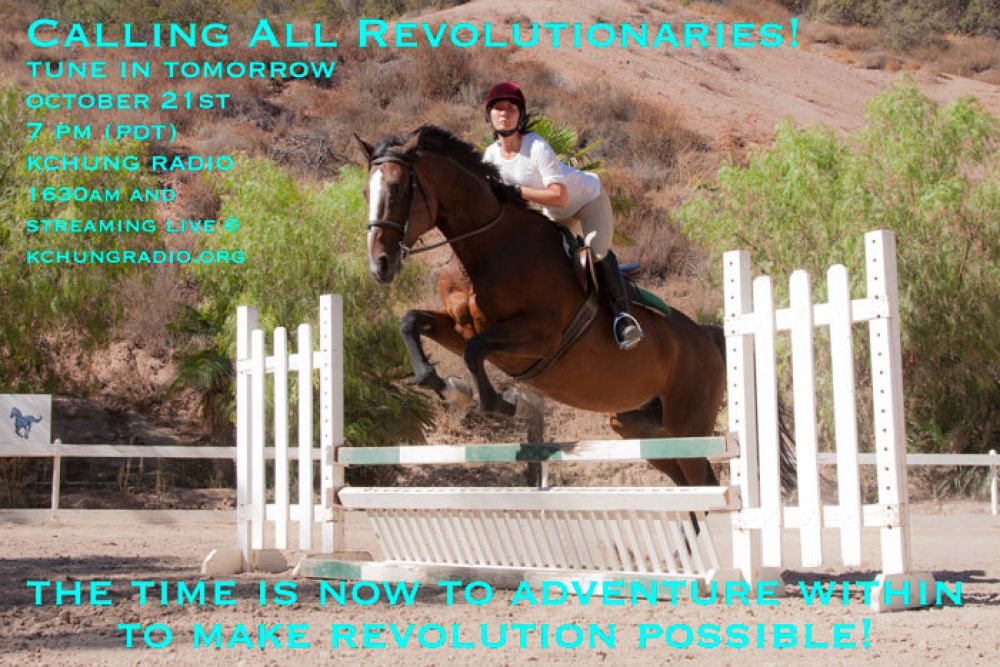 Calling All Revolutionaries!
tune in tomorrow
october 21st
7 pm (pdt)
kchung radio
1630am and
streaming live @
kchungradio.org
the time is now to adventure within
to make revolution possible!